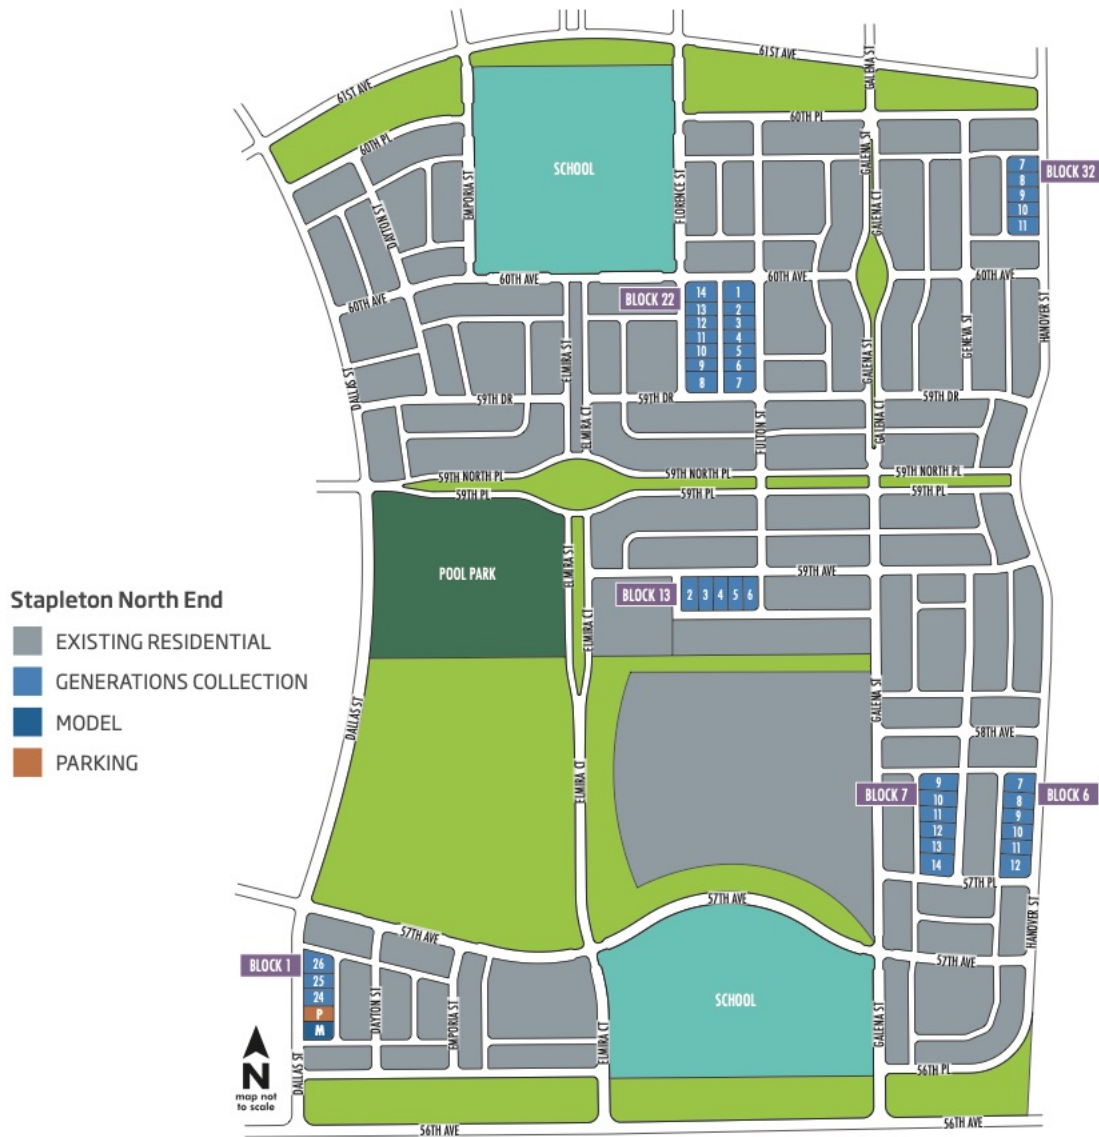 61ST AVE
61ST AVE
GALENA ST
60TH PL
60TH PL
SCHOOL
EMPORIA ST
FLORENCE ST
GALENA ST
GALENA CT
DAYTON ST
7
8
9
10
11
BLOCK 32
60TH AVE
60TH AVE
60TH AVE
60TH AVE
BLOCK 22
14
13
12
11
10
9
8
1
2
3
4
5
6
7
HANOVER ST
GENEVA ST
ELMIRA ST
GALENA ST
DALLAS ST
59TH DR
59TH DR
59TH DR
ELMIRA CT
FULTON ST
GALENA CT
59TH NORTH PL
59TH NORTH PL
59TH NORTH PL
59TH PL
59TH PL
59TH PL
POOL PARK
ELMIRA ST
59TH AVE
BLOCK 13
2 3 4 5 6
ELMIRA CT
Stapleton North End
EXISTING RESIDENTIAL
GENERATIONS COLLECTION
MODEL
PARKING
DALLAS ST
GALENA ST
58TH AVE
ELMIRA CT
BLOCK 7
9
10
11
12
13
14
7
8
9
10
11
12
BLOCK 6
57TH PL
57TH AVE
57TH AVE
HANOVER ST
57TH AVE
BLOCK 1
26
25
24
P
M
DAYTON ST
EMPORIA ST
ELMIRA CT
SCHOOL
GALENA ST
56TH PL
DALLAS ST
N
map not
to scale
56TH AVE
56TH AVE